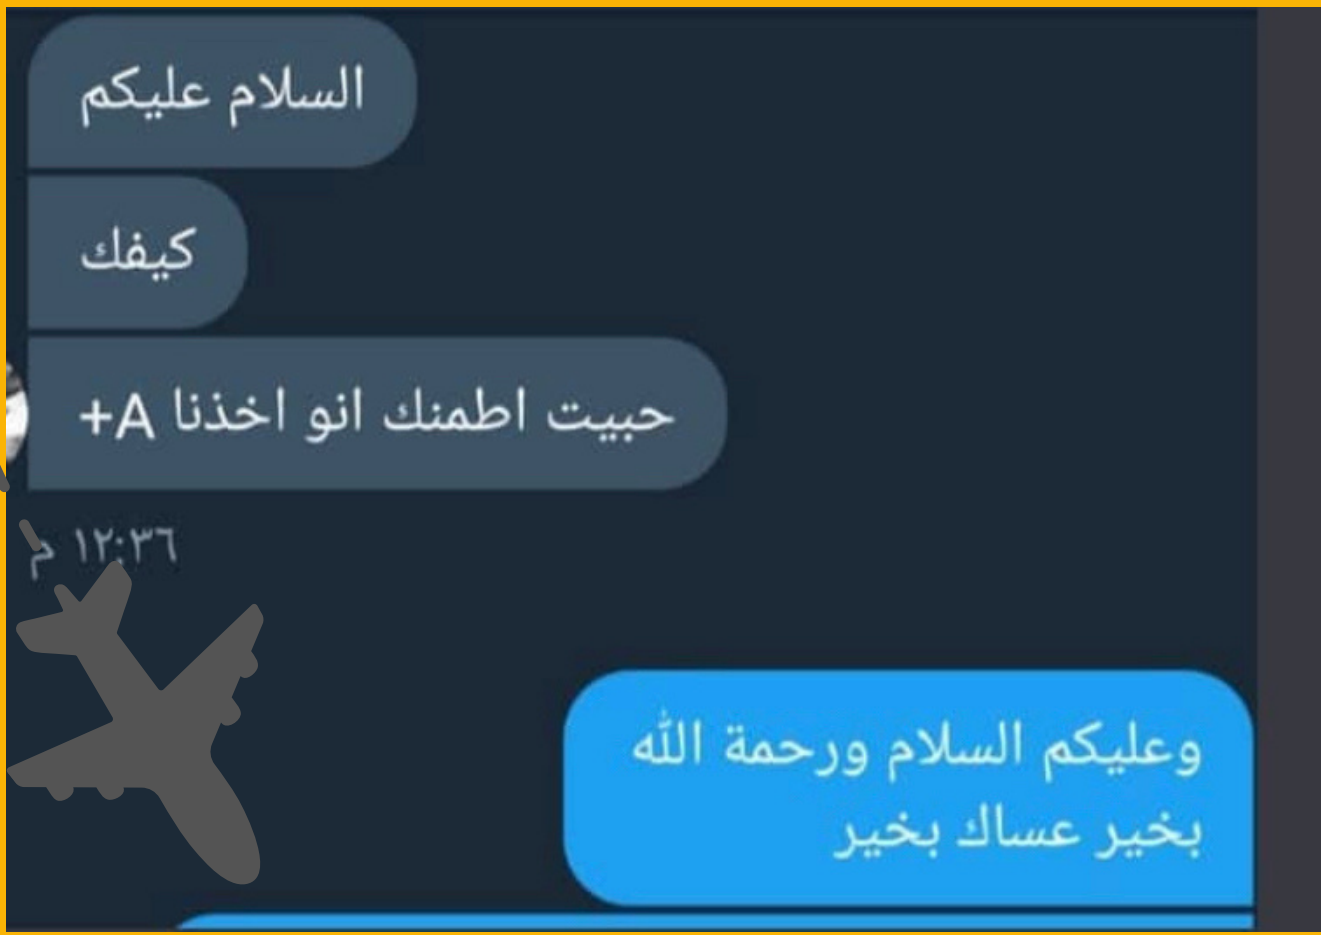 السلام عليكم
كيفك
حبيت اطمنك انو اخذنا A+
١٢:٣٦ م
وعليكم السلام ورحمة الله
بخير عساك بخير